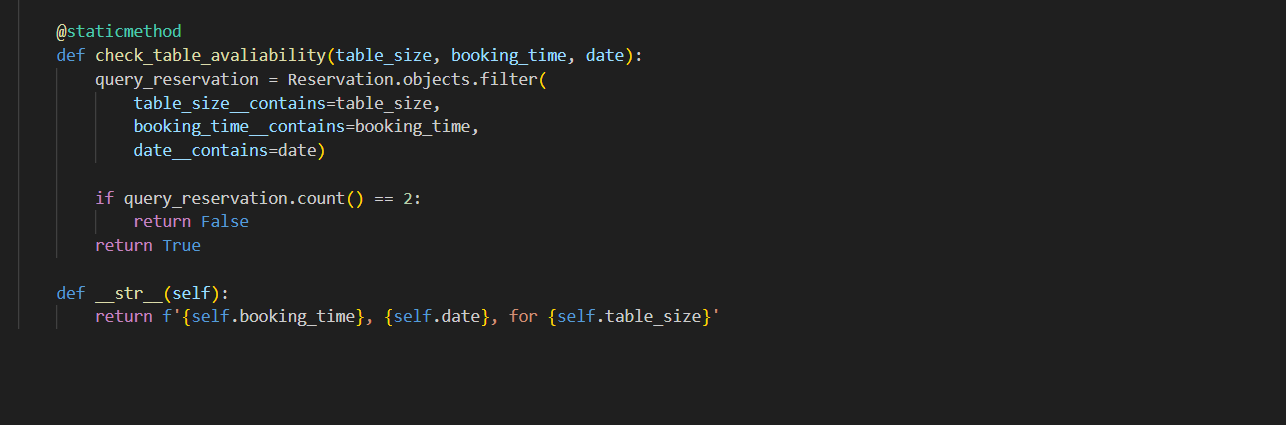 @staticmethod
def check_table_avaliability(table_size, booking_time, date):
query_reservation = Reservation.objects.filter(
table_size__contains=table_size,
booking_time__contains=booking_time,
date__contains=date)
if query_reservation.count() == 2:
return False
return True
def __str__(self):
return f'{self.booking_time}, {self.date}, for {self.table_size}'